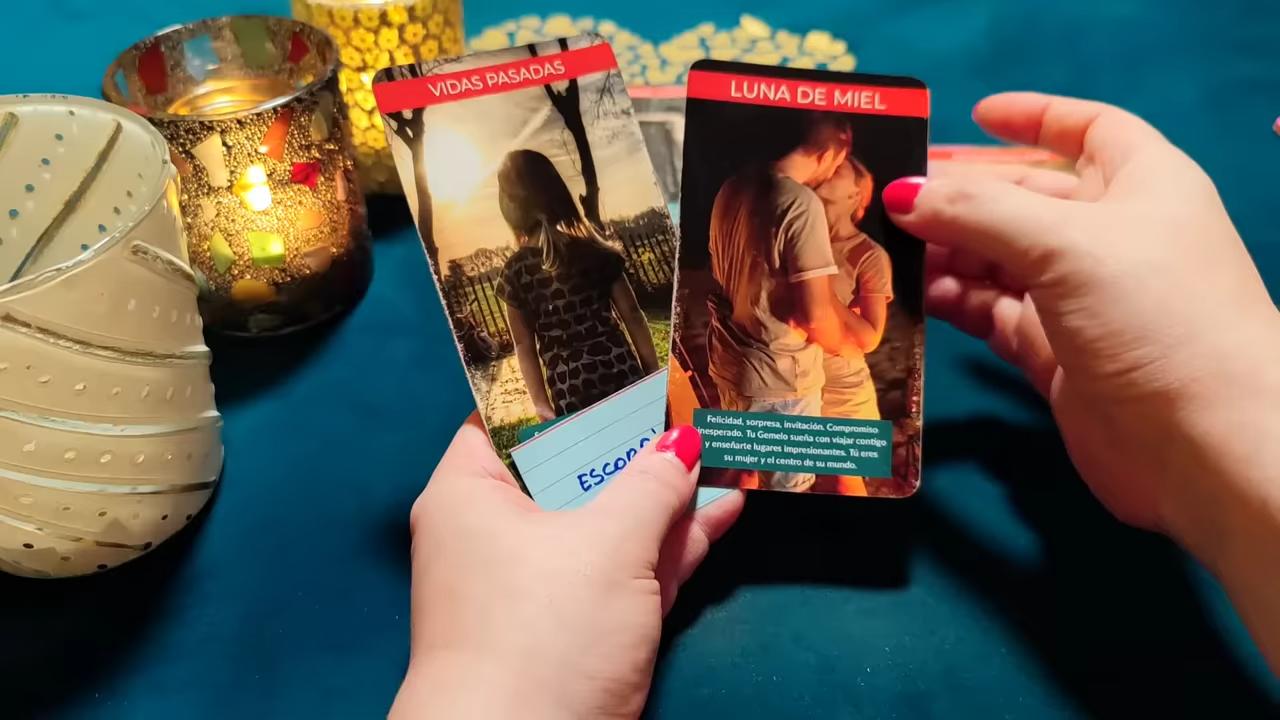 VIDAS PASADAS
LUNA DE MIEL
Felicidad, sorpresa, invitación. Compromiso
inesperado. Tu Gemelo sueña con viajar contigo
y enseñarte lugares impresionantes. Tú eres
su mujer y el centro de su mundo.